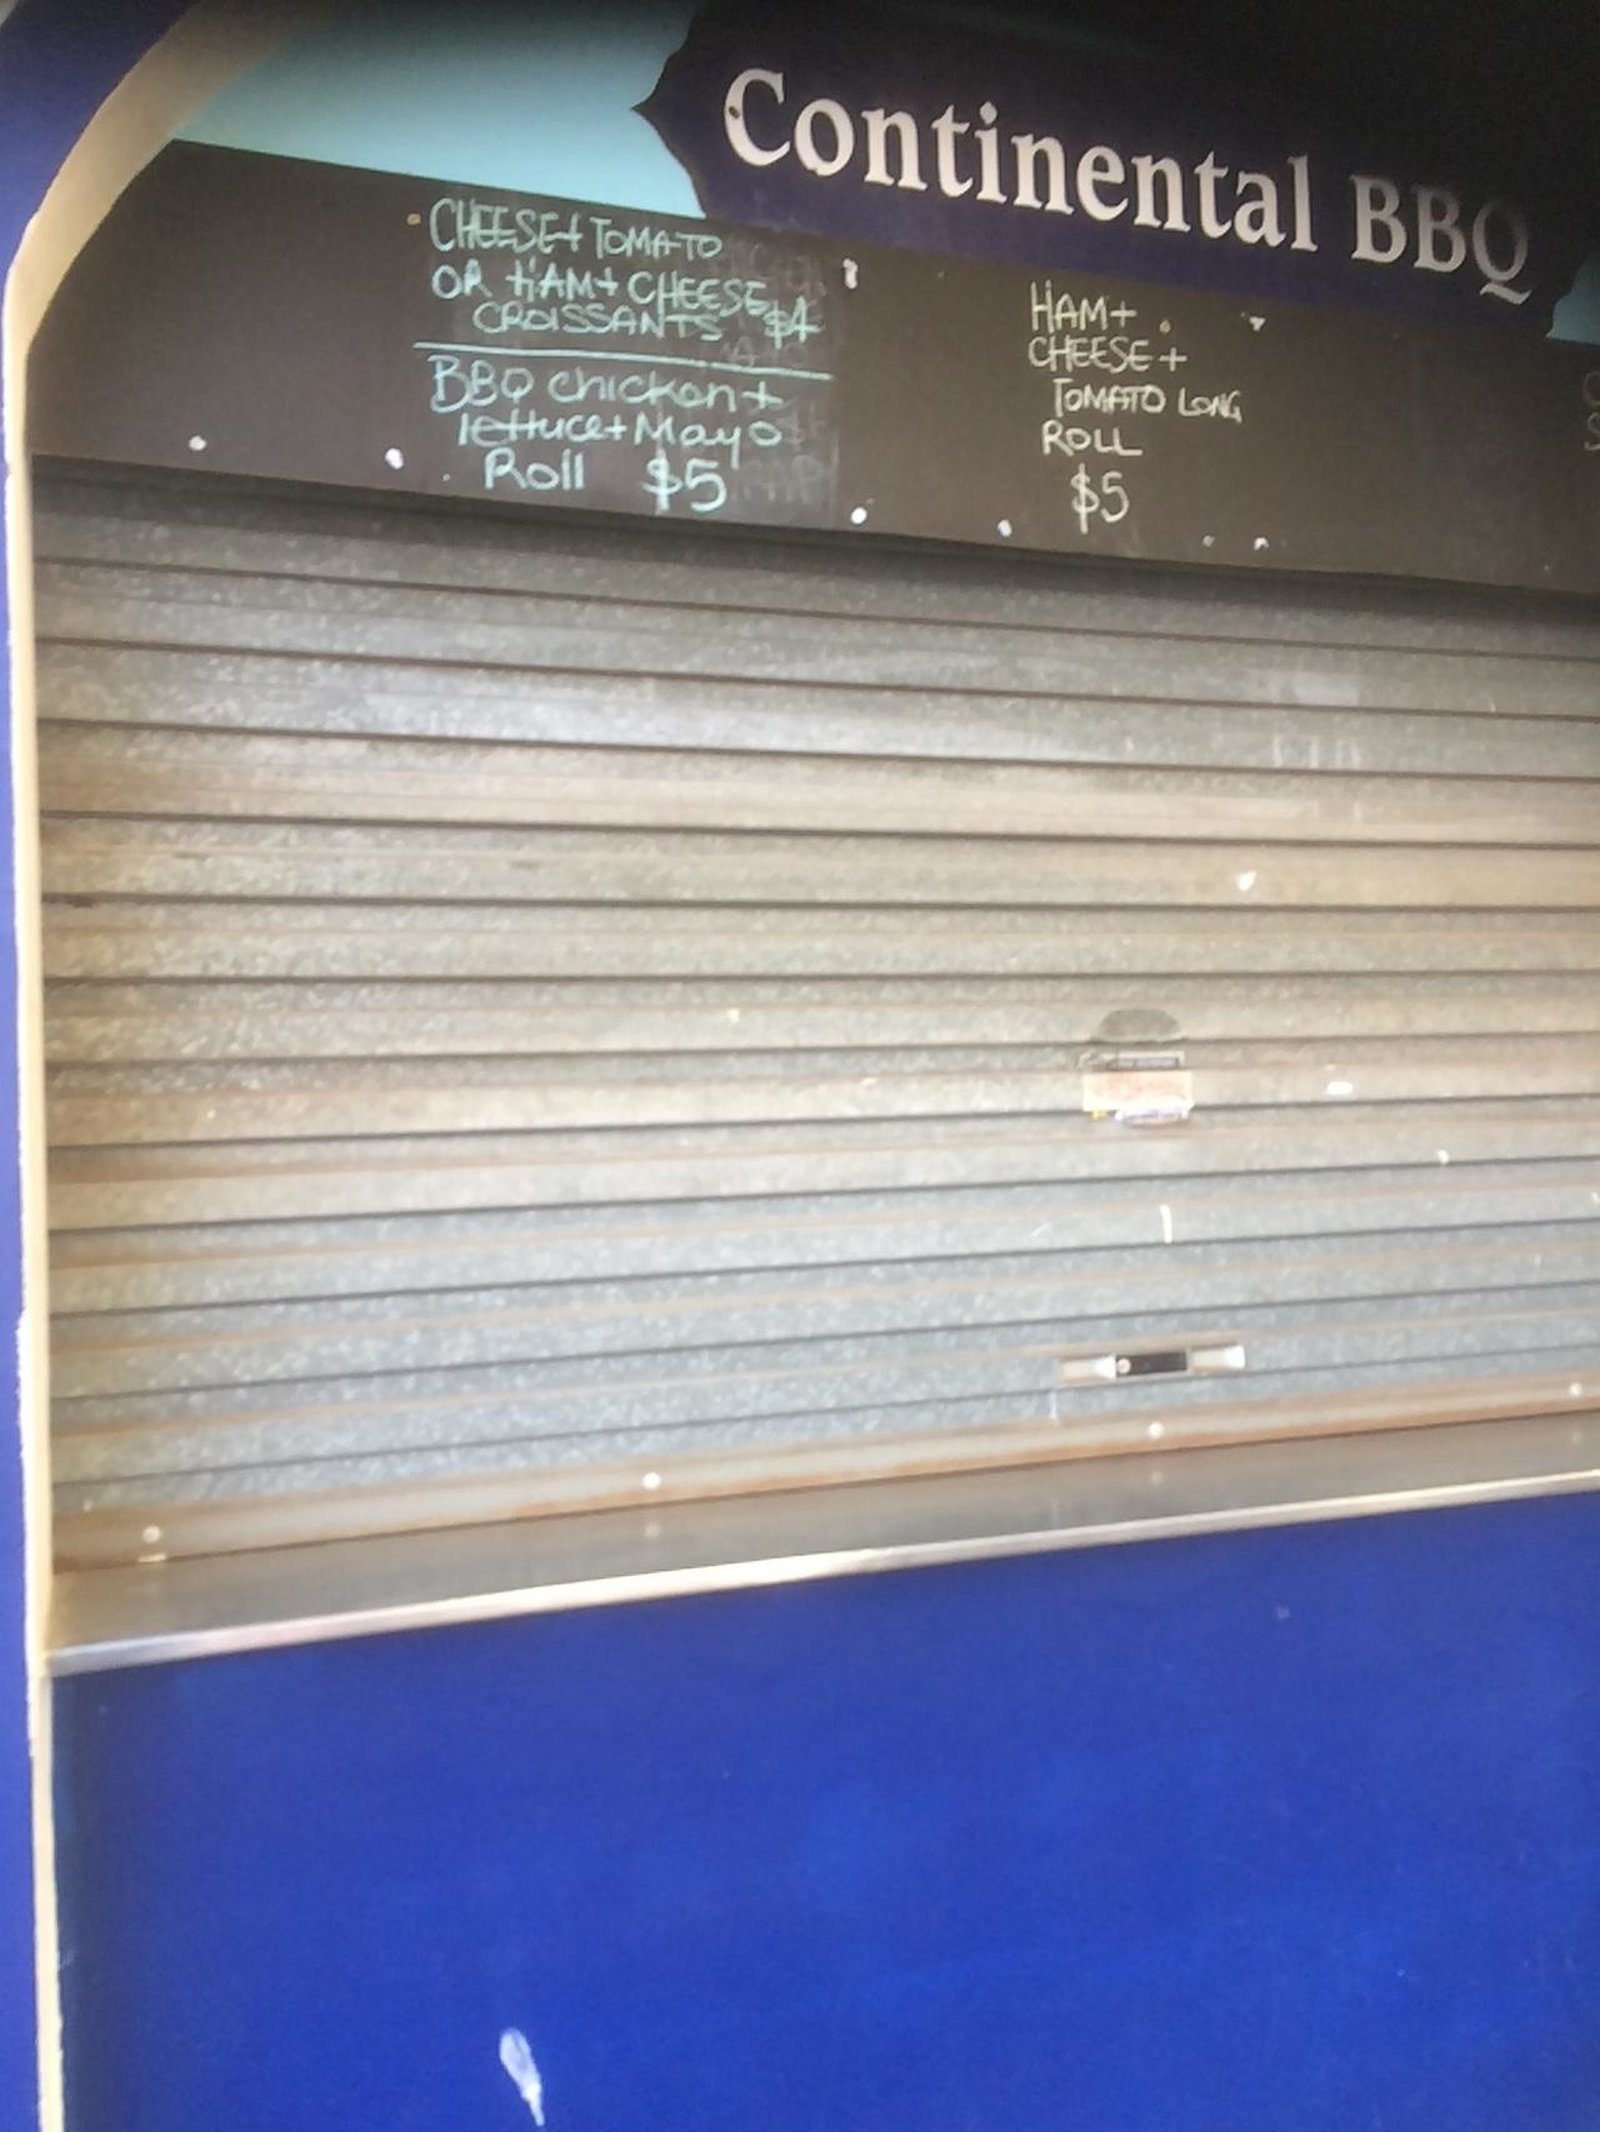 Continental BBQ
CHEESE+ TOMATO
OR HAM+ CHEESE
CROISSANTS $4
BBQ chicken+
lettuce+Mayo
Roll $5
HAM+
CHEESE+
TOMATO LONG
ROLL
$5